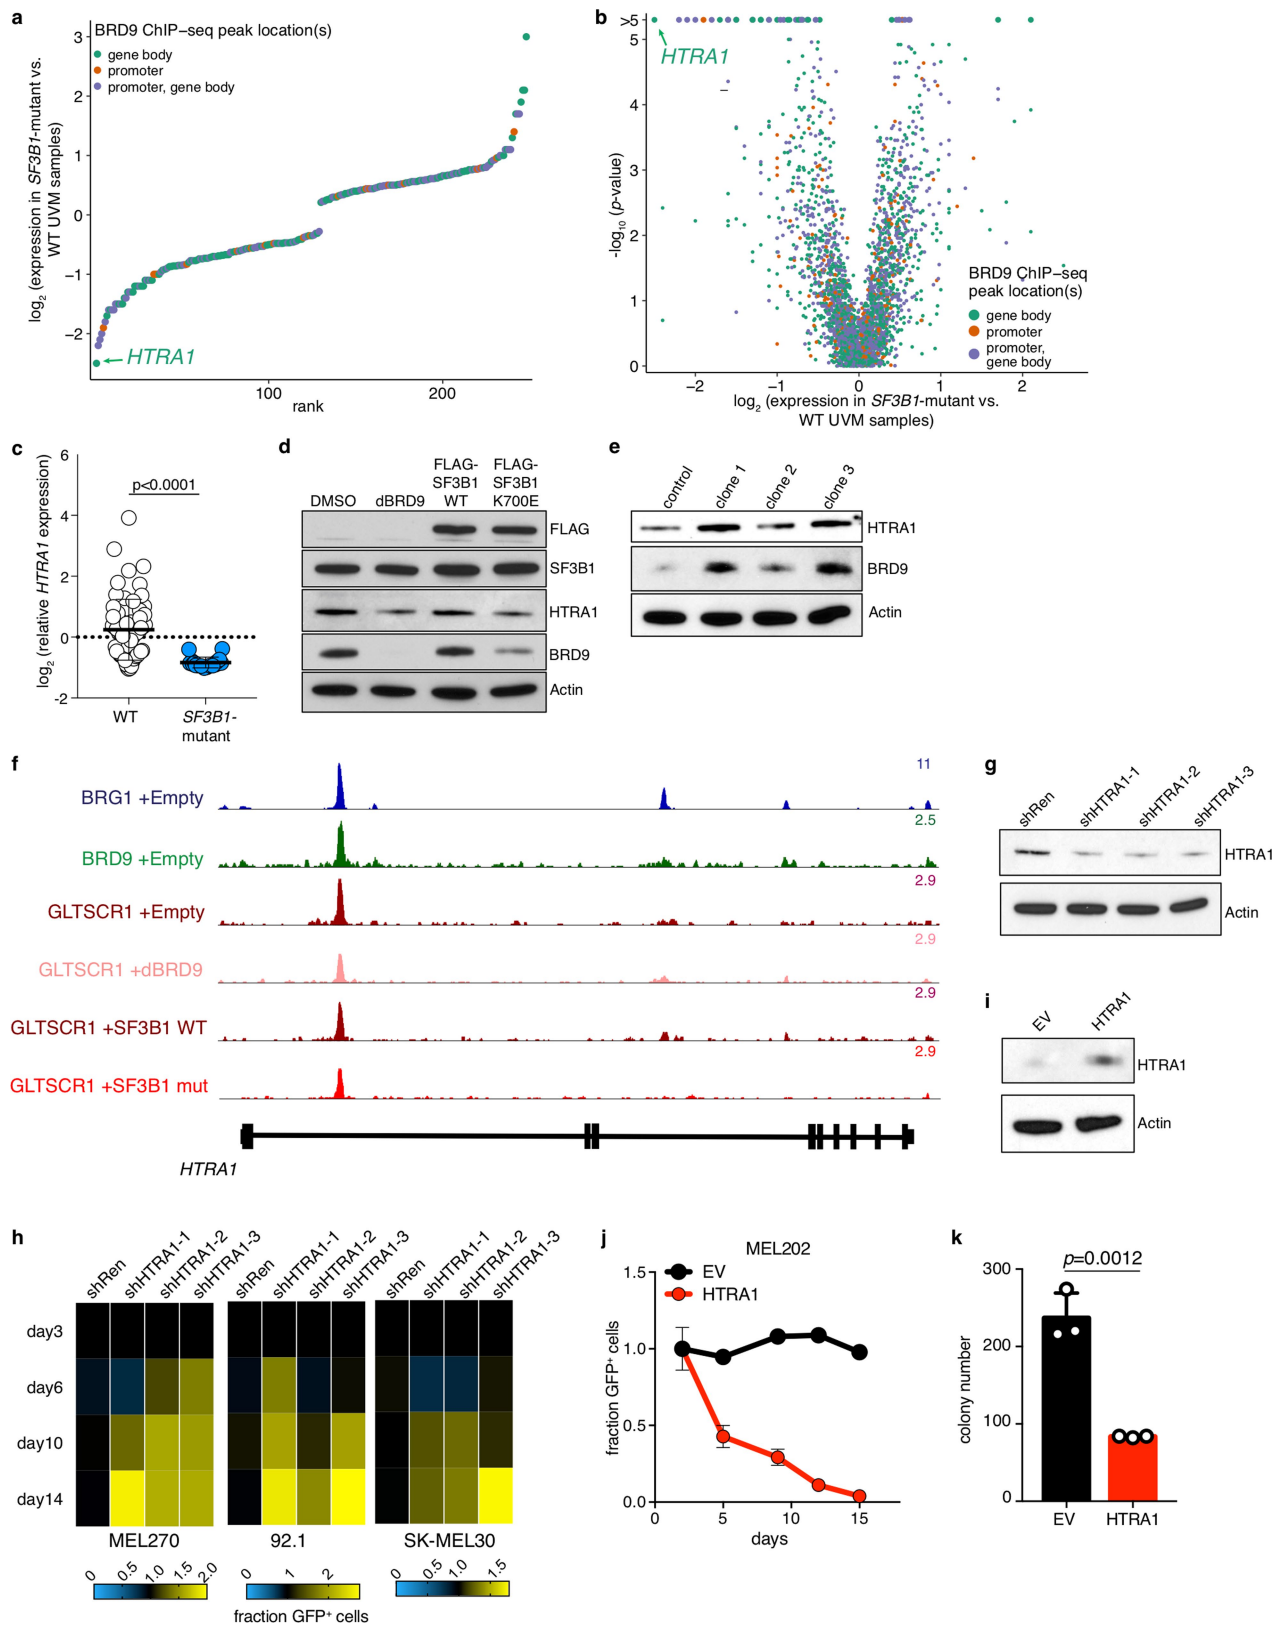 a
BRD9 ChIP–seq peak location(s)
gene body
promoter
promoter, gene body
HTRA1
log2 (expression in SF3B1-mutant vs.
WT UVM samples)
3
2
1
0
−1
−2
100
200
rank
b
>5
5
4
3
2
1
0
HTRA1
-log10 (p-value)
BRD9 ChIP–seq
peak location(s)
gene body
promoter
promoter,
gene body
−2
−1
0
1
2
log2 (expression in SF3B1-mutant vs.
WT UVM samples)
c
log2 (relative HTRA1 expression)
6
4
2
0
-2
p<0.0001
WT
SF3B1-
mutant
d
DMSO
dBRD9
FLAG-
SF3B1
WT
FLAG-
SF3B1
K700E
FLAG
SF3B1
HTRA1
BRD9
Actin
e
control
clone 1
clone 2
clone 3
HTRA1
BRD9
Actin
f
BRG1 +Empty
11
BRD9 +Empty
2.5
GLTSCR1 +Empty
2.9
GLTSCR1 +dBRD9
2.9
GLTSCR1 +SF3B1 WT
2.9
GLTSCR1 +SF3B1 mut
2.9
HTRA1
g
shRen
shHTRA1-1
shHTRA1-2
shHTRA1-3
HTRA1
Actin
i
EV
HTRA1
HTRA1
Actin
h
shRen
shHTRA1-1
shHTRA1-2
shHTRA1-3
shRen
shHTRA1-1
shHTRA1-2
shHTRA1-3
shRen
shHTRA1-1
shHTRA1-2
shHTRA1-3
day3
day6
day10
day14
MEL270
92.1
SK-MEL30
0
0.5
1.0
1.5
2.0
0
1
2
0
0.5
1.0
1.5
fraction GFP+ cells
j
MEL202
EV
HTRA1
fraction GFP+ cells
1.5
1.0
0.5
0.0
0
5
10
15
days
k
p=0.0012
colony number
300
200
100
0
EV
HTRA1